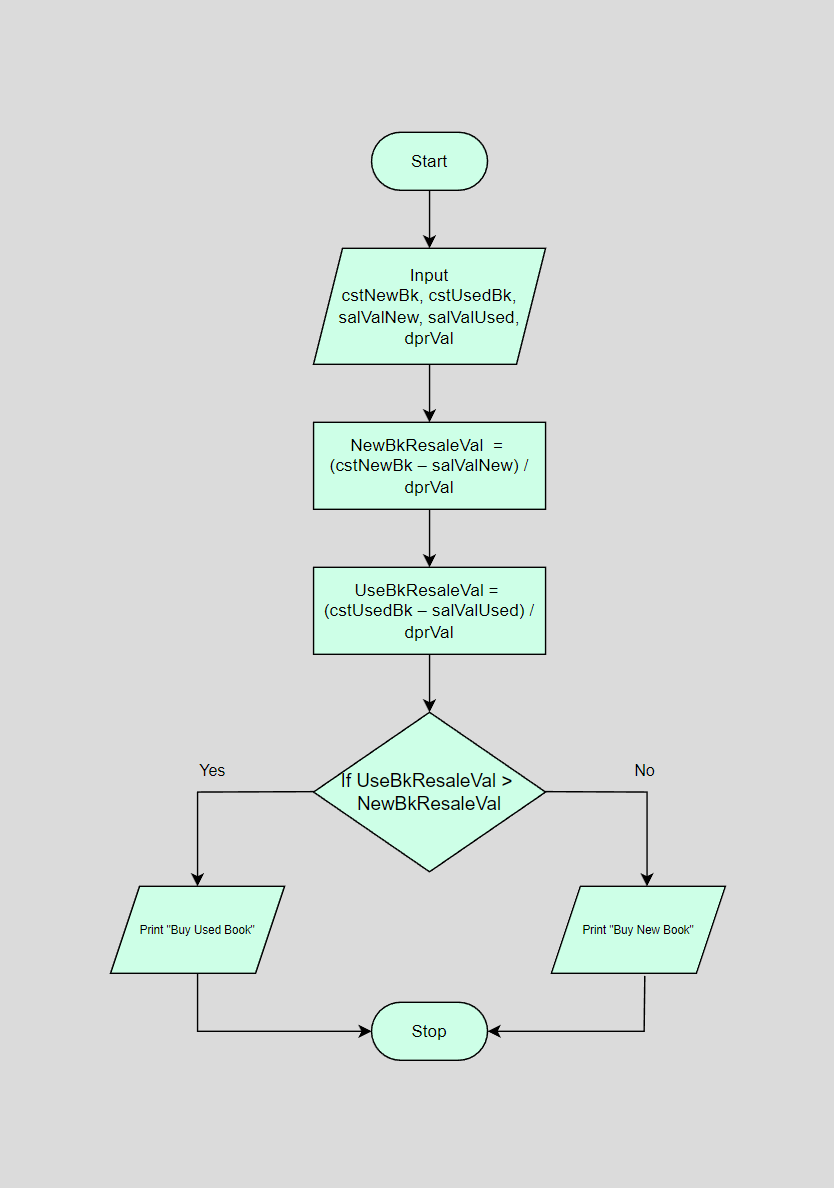 Start
Input
cstNewBk, cstUsedBk,
salValNew, salValUsed,
dprVal
NewBkResaleVal =
(cstNewBk – salValNew) /
dprVal
UseBkResaleVal =
(cstUsedBk – salValUsed) /
dprVal
If UseBkResaleVal >
NewBkResaleVal
Yes
No
Print "Buy Used Book"
Print "Buy New Book"
Stop